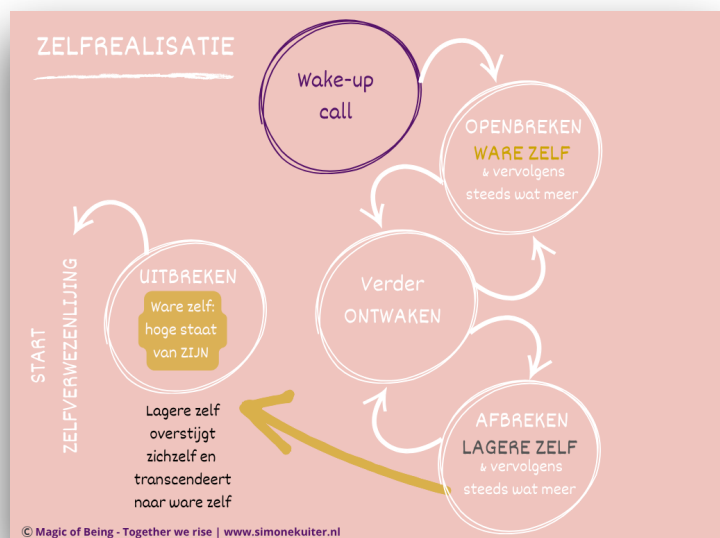 ZELFREALISATIE
Wake-up
call
OPENBREKEN
WARE ZELF
& vervolgens
steeds wat meer
Verder
ONTWAKEN
AFBREKEN
LAGERE ZELF
& vervolgens
steeds wat meer
UITBREKEN
Ware zelf:
hoge staat
van ZIJN
Lagere zelf
overstijgt
zichzelf en
transcendeert
naar ware zelf
START
ZELFVERWEZENLIJING
© Magic of Being - Together we rise | www.simonekuiter.nl